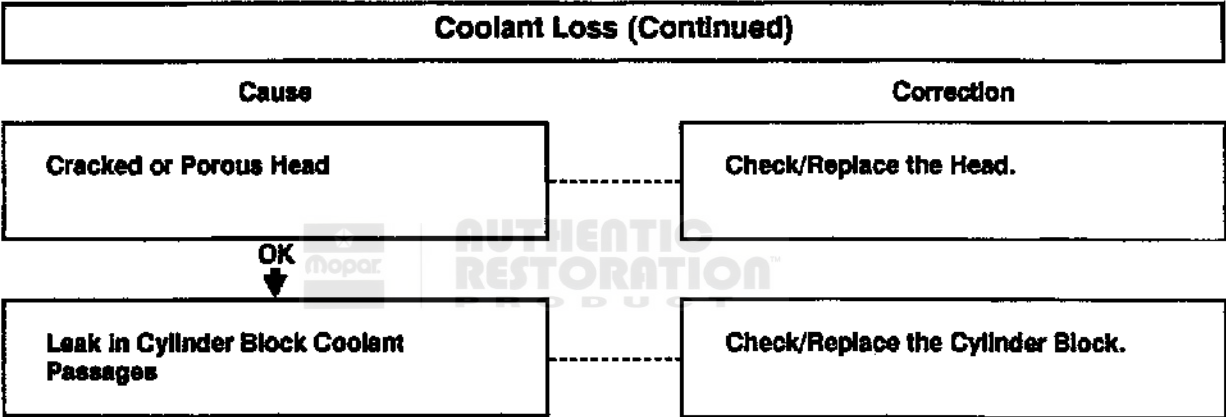 Coolant Loss (Continued)
Cause
Correction
Cracked or Porous Head
Check/Replace the Head.
OK
Mopar
AUTHENTIC
RESTORATION™
PRODUCT
Leak in Cylinder Block Coolant
Passages
Check/Replace the Cylinder Block.